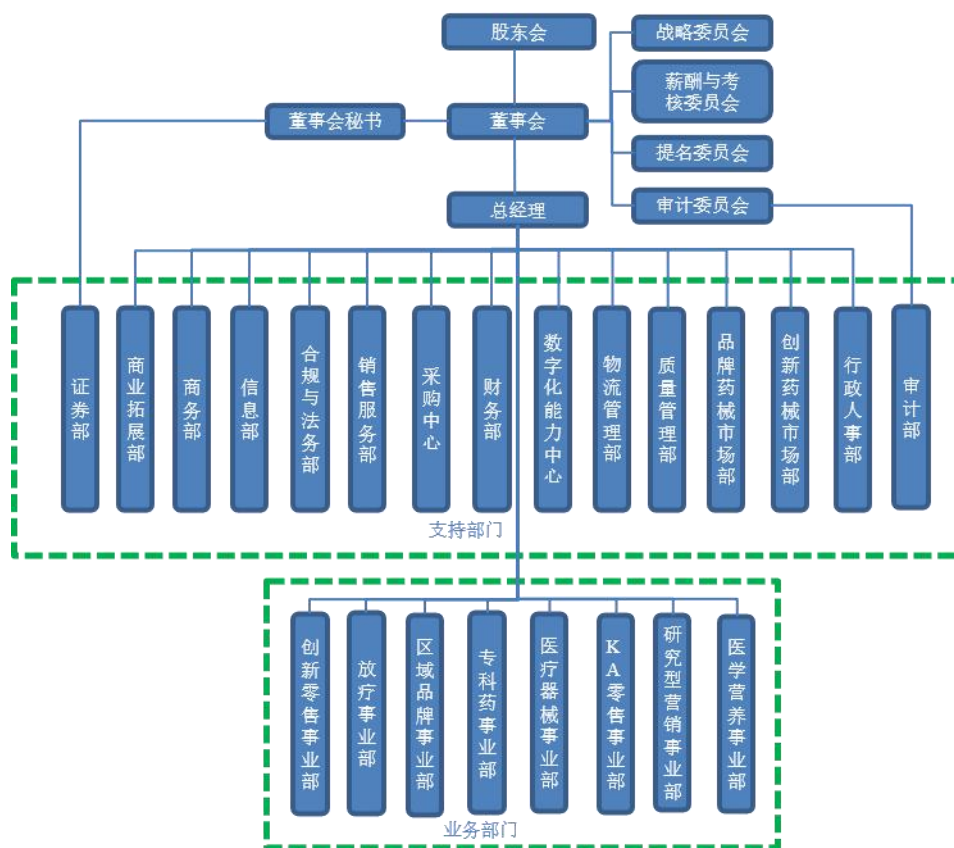 股东会
战略委员会
薪酬与考
核委员会
董事会秘书
董事会
提名委员会
总经理
审计委员会
证券部
商业拓展部
商务部
信息部
合规与法务部
销售服务部
采购中心
财务部
数字化能力中心
物流管理部
质量管理部
品牌药械市场部
创新药械市场部
行政人事部
审计部
支持部门
创新零售事业部
放疗事业部
区域品牌事业部
专科药事业部
医疗器械事业部
KA零售事业部
研究型营销事业部
医学营养事业部
业务部门